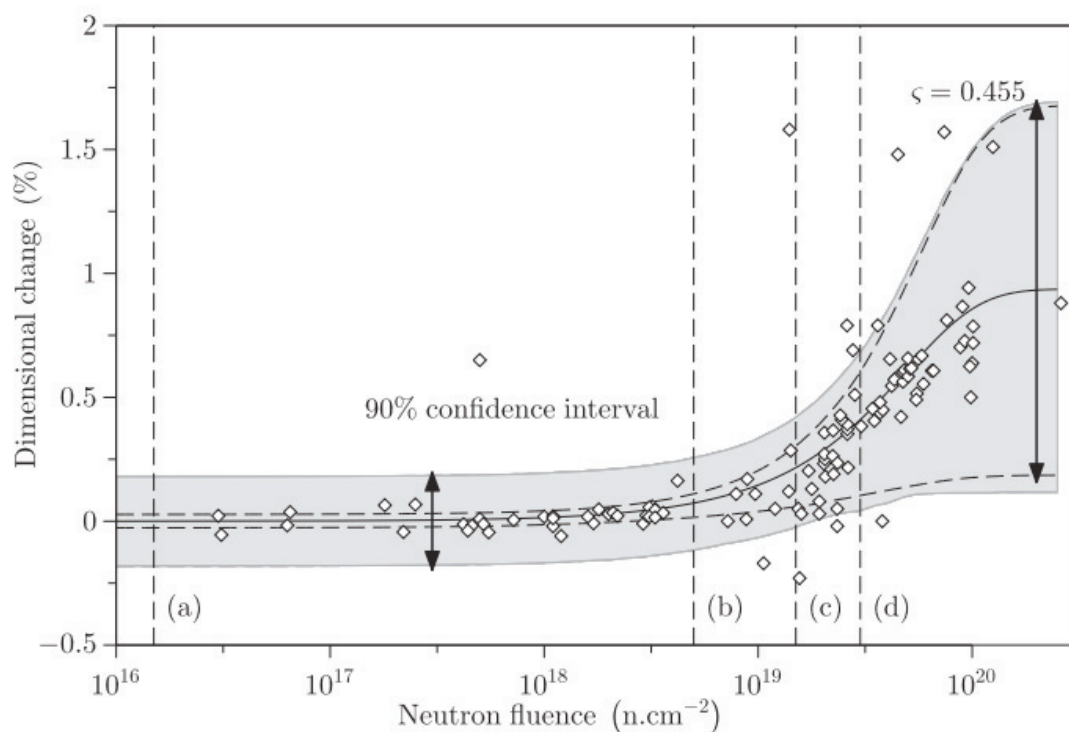 2
ς = 0.455
1.5
1
0.5
90% confidence interval
0
(a)
(b)
(c)
(d)
−0.5
10¹⁶
10¹⁷
10¹⁸
10¹⁹
10²⁰
Neutron fluence (n.cm⁻²)
Dimensional change (%)